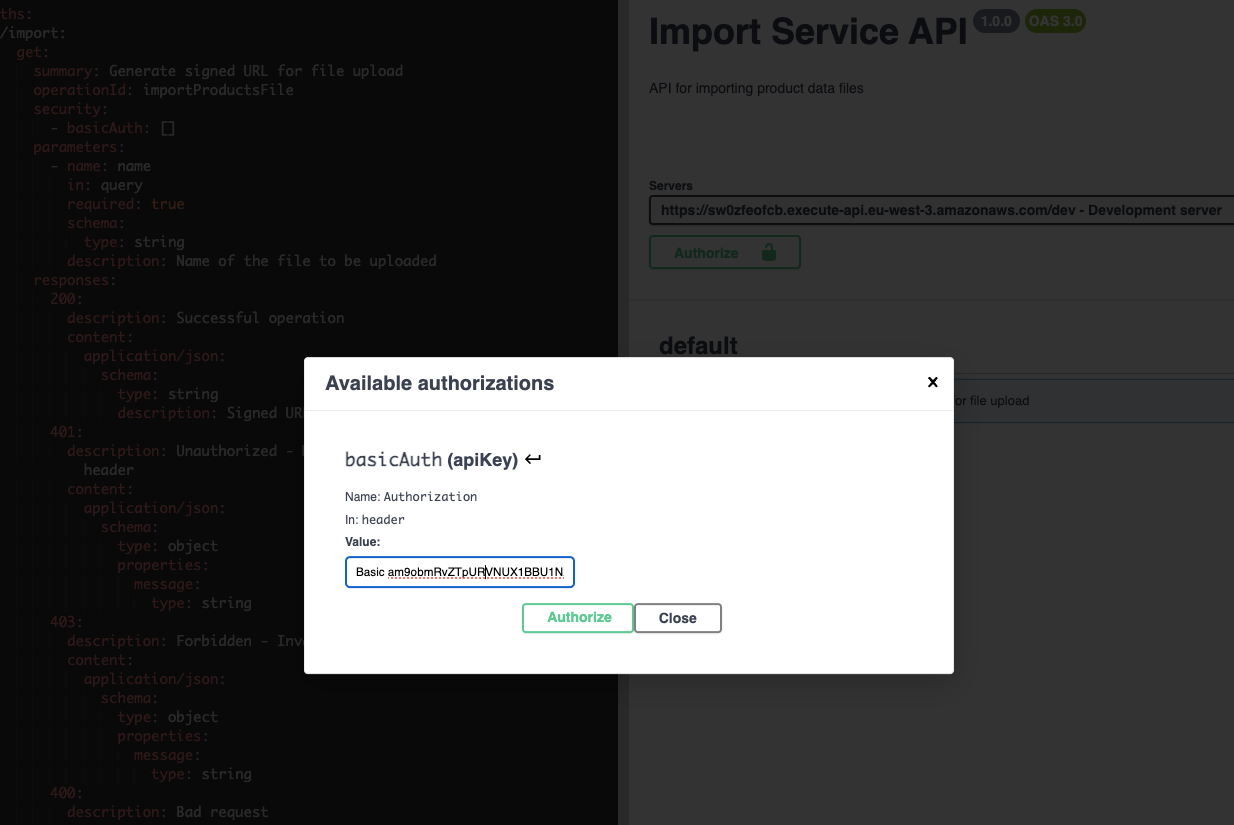 ths:
/import:
get:
summary: Generate signed URL for file upload
operationId: importProductsFile
security:
- basicAuth: []
parameters:
- name: name
in: query
required: true
schema:
type: string
description: Name of the file to be uploaded
responses:
200:
description: Successful operation
content:
application/json:
schema:
type: string
description: Signed UR
401:
description: Unauthorized -
header
content:
application/json:
schema:
type: object
properties:
message:
type: string
403:
description: Forbidden - Inv
content:
application/json:
schema:
type: object
properties:
message:
type: string
400:
description: Bad request
Import Service API 1.0.0 OAS 3.0
API for importing product data files
Servers
https://sw0zfeofcb.execute-api.eu-west-3.amazonaws.com/dev - Development server
Authorize
default
or file upload
Available authorizations
basicAuth (apiKey)
Name: Authorization
In: header
Value:
Basic am9obmRvZTpURVNUX1BBU1N
Authorize Close